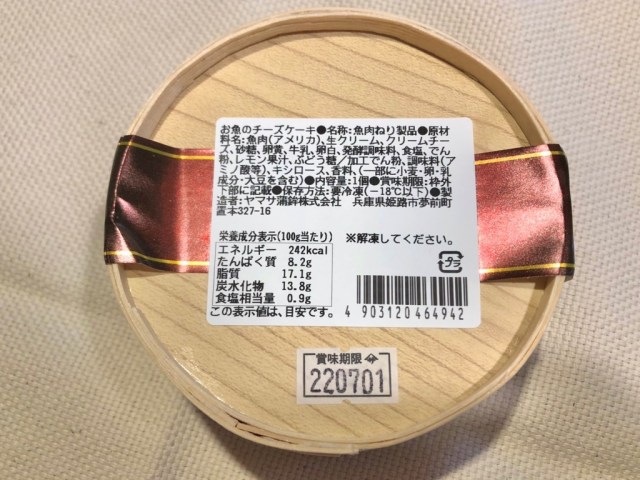 お魚のチーズケーキ●名称:魚肉ねり製品●原材
料名:魚肉(アメリカ)、生クリーム、クリームチー
ズ、砂糖、卵黄、牛乳、卵白、発酵調味料、食塩、でん
粉、レモン果汁、ぶどう糖/加工でん粉、調味料(ア
ミノ酸等)、キシロース、香料、(一部に小麦・卵・乳
成分・大豆を含む)●内容量:1個●賞味期限:枠外
下部に記載●保存方法:要冷凍(−18℃以下)●製
造者:ヤマサ蒲鉾株式会社 兵庫県姫路市夢前町
置本327-16
栄養成分表示(100g当たり)
※解凍してください。
エネルギー 242kcal
たんぱく質 8.2g
脂質 17.1g
炭水化物 13.8g
食塩相当量 0.9g
この表示値は、目安です。
プラ
4 903120 464942
賞味期限
220701